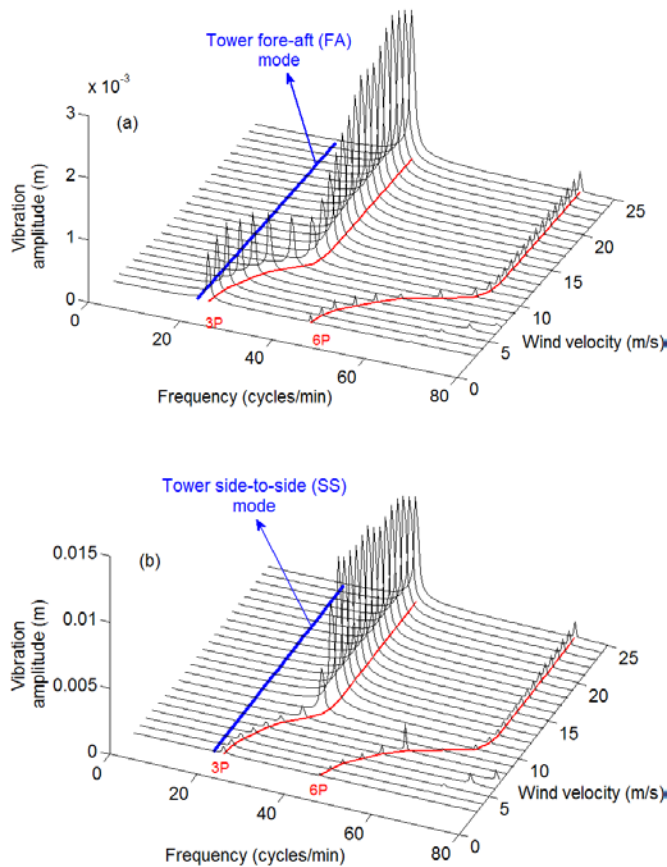 Tower fore-aft (FA)
mode
x 10-3
(a)
3
2
1
0
Vibration
amplitude (m)
0
20
40
60
80
3P
6P
Frequency (cycles/min)
0
5
10
15
20
25
Wind velocity (m/s)
Tower side-to-side (SS)
mode
(b)
0.015
0.01
0.005
0
Vibration
amplitude (m)
0
20
40
60
80
3P
6P
Frequency (cycles/min)
0
5
10
15
20
25
Wind velocity (m/s)